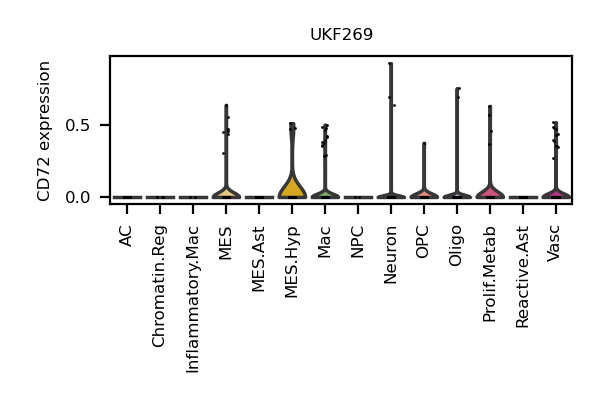 UKF269
CD72 expression
0.5
0.0
AC
Chromatin.Reg
Inflammatory.Mac
MES
MES.Ast
MES.Hyp
Mac
NPC
Neuron
OPC
Oligo
Prolif.Metab
Reactive.Ast
Vasc